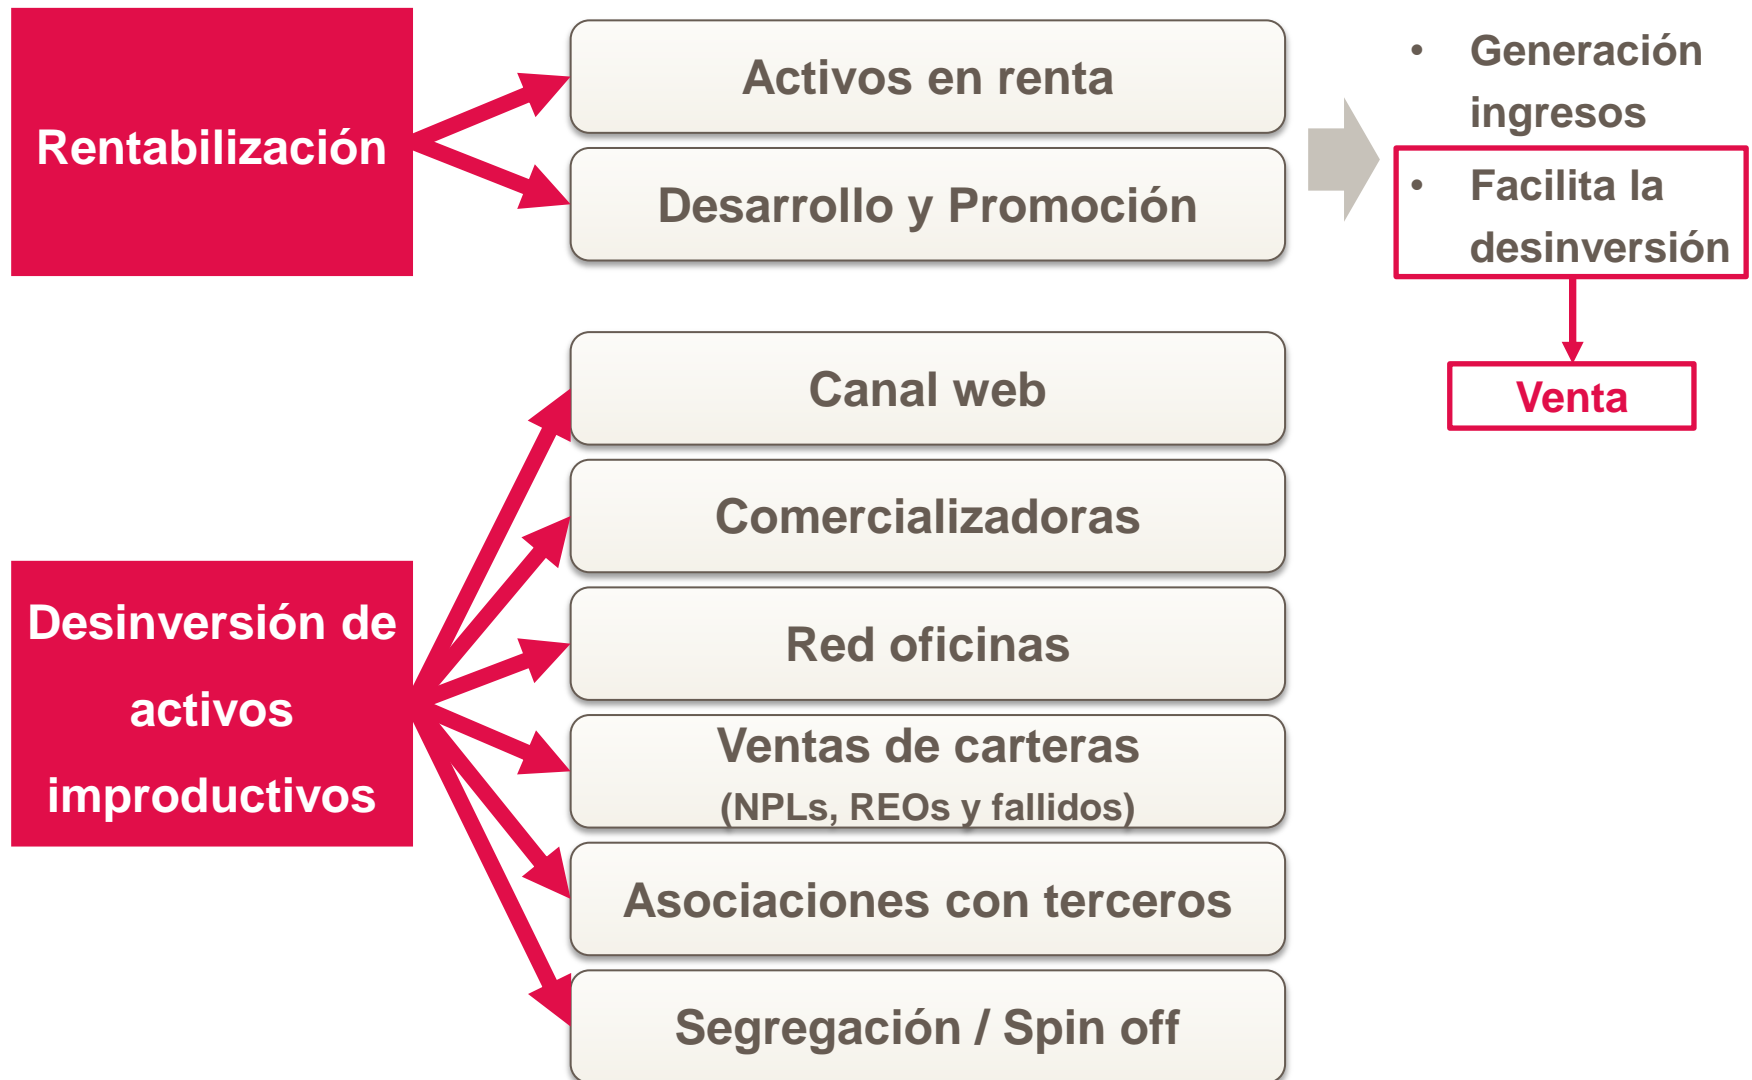 Rentabilización
Activos en renta
Desarrollo y Promoción
• Generación
ingresos
• Facilita la
desinversión
Venta
Desinversión de
activos
improductivos
Canal web
Comercializadoras
Red oficinas
Ventas de carteras
(NPLs, REOs y fallidos)
Asociaciones con terceros
Segregación / Spin off